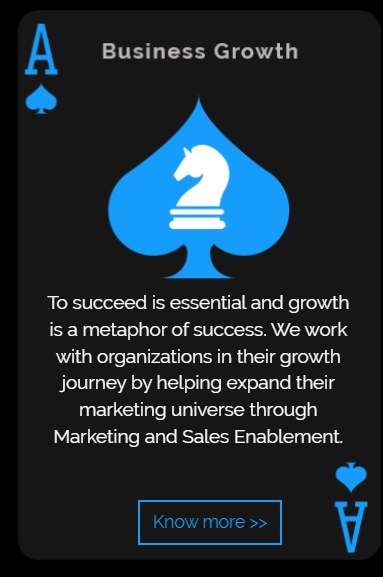 A
Business Growth
To succeed is essential and growth
is a metaphor of success. We work
with organizations in their growth
journey by helping expand their
marketing universe through
Marketing and Sales Enablement.
Know more >>
A